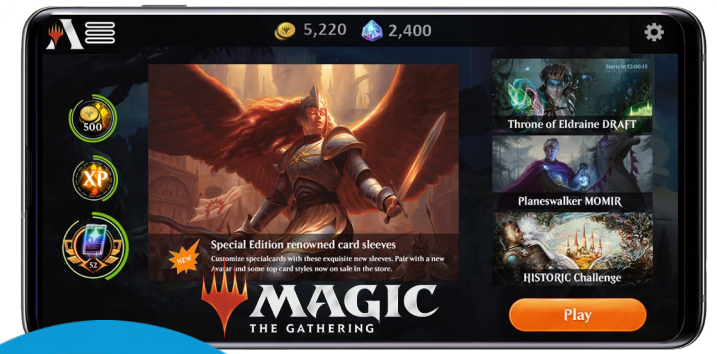 5,220 2,400
500
XP
52
Special Edition renowned card sleeves
NEW
Customize specialcards with these exquisite new sleeves. Pair with a new
Avatar and some top card styles now on sale in the store.
MAGIC
THE GATHERING
Throne of Eldraine DRAFT
Planeswalker MOMIR
HISTORIC Challenge
Play